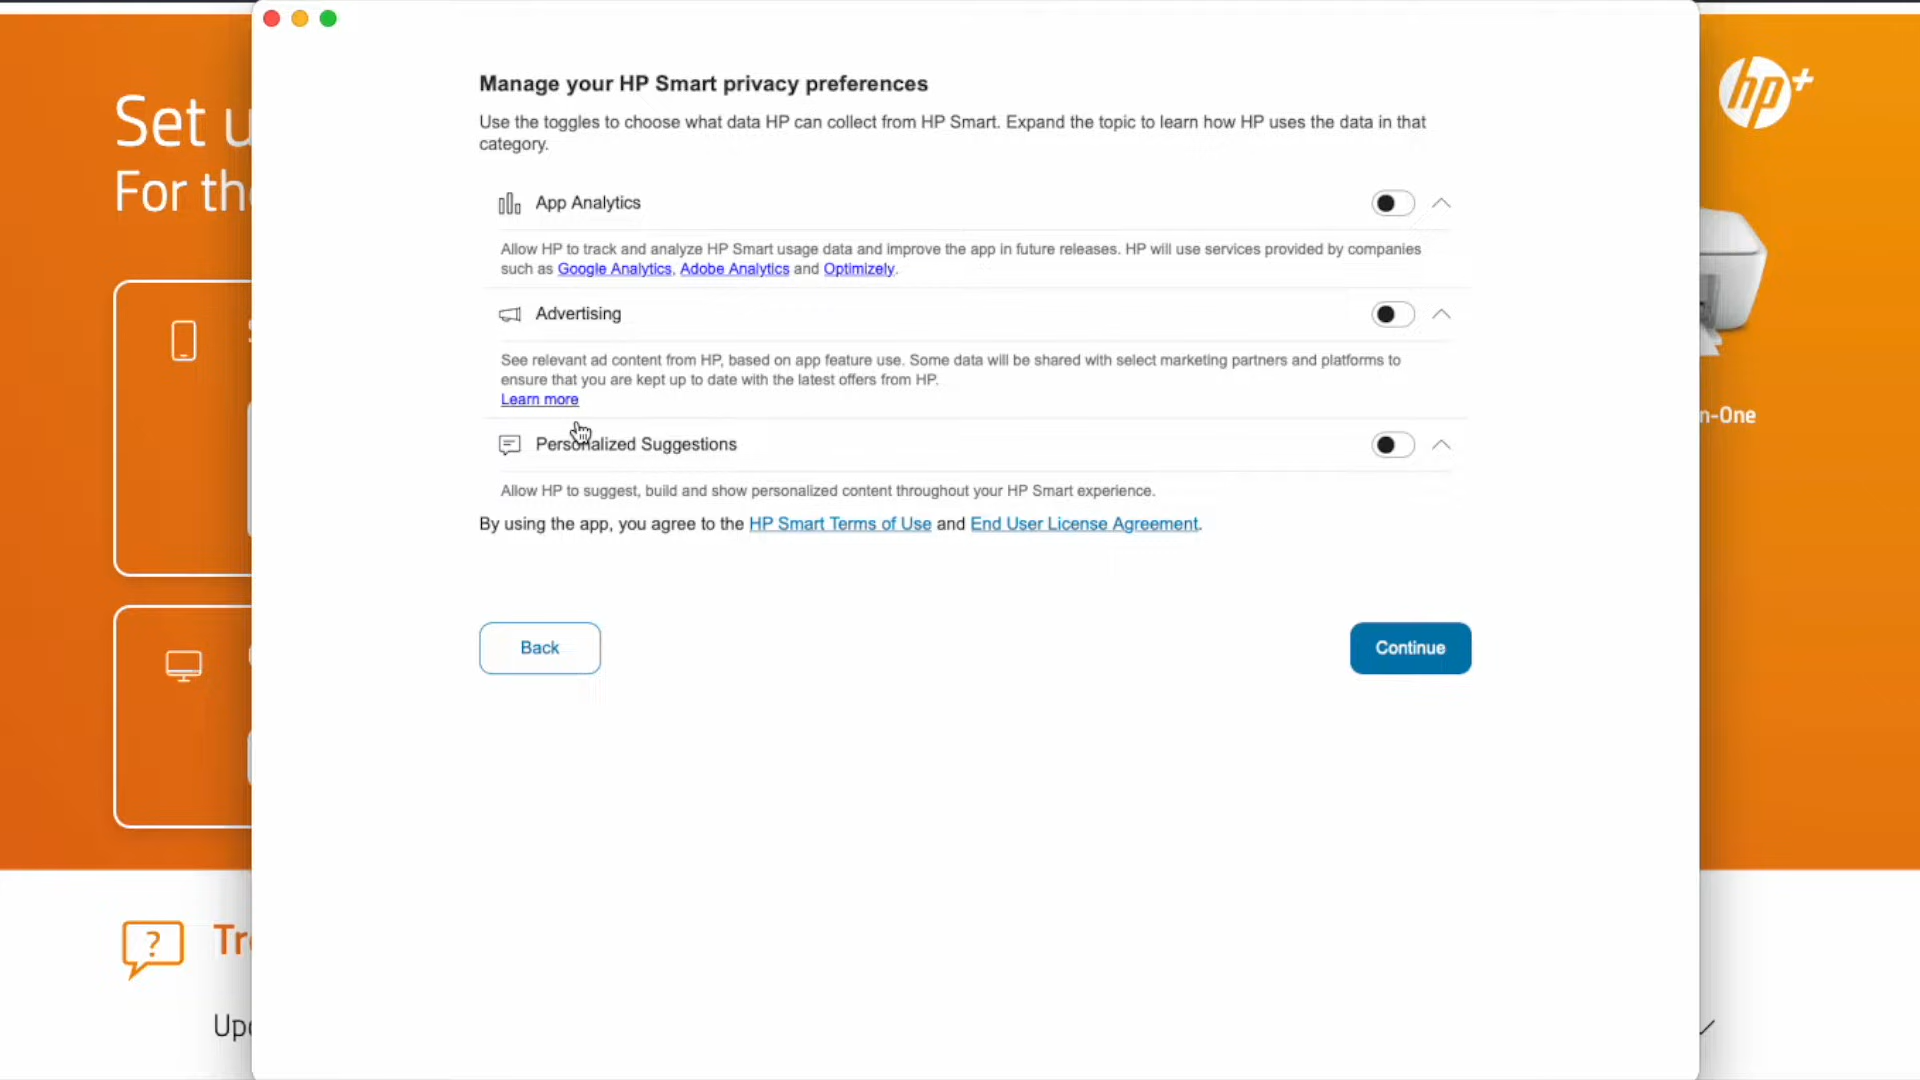 Manage your HP Smart privacy preferences
Use the toggles to choose what data HP can collect from HP Smart. Expand the topic to learn how HP uses the data in that
category.
App Analytics
Allow HP to track and analyze HP Smart usage data and improve the app in future releases. HP will use services provided by companies
such as Google Analytics, Adobe Analytics and Optimizely.
Advertising
See relevant ad content from HP, based on app feature use. Some data will be shared with select marketing partners and platforms to
ensure that you are kept up to date with the latest offers from HP.
Learn more
Personalized Suggestions
Allow HP to suggest, build and show personalized content throughout your HP Smart experience.
By using the app, you agree to the HP Smart Terms of Use and End User License Agreement.
Back
Continue
Set u
For the
hp+
n-One
?
Tr
Up